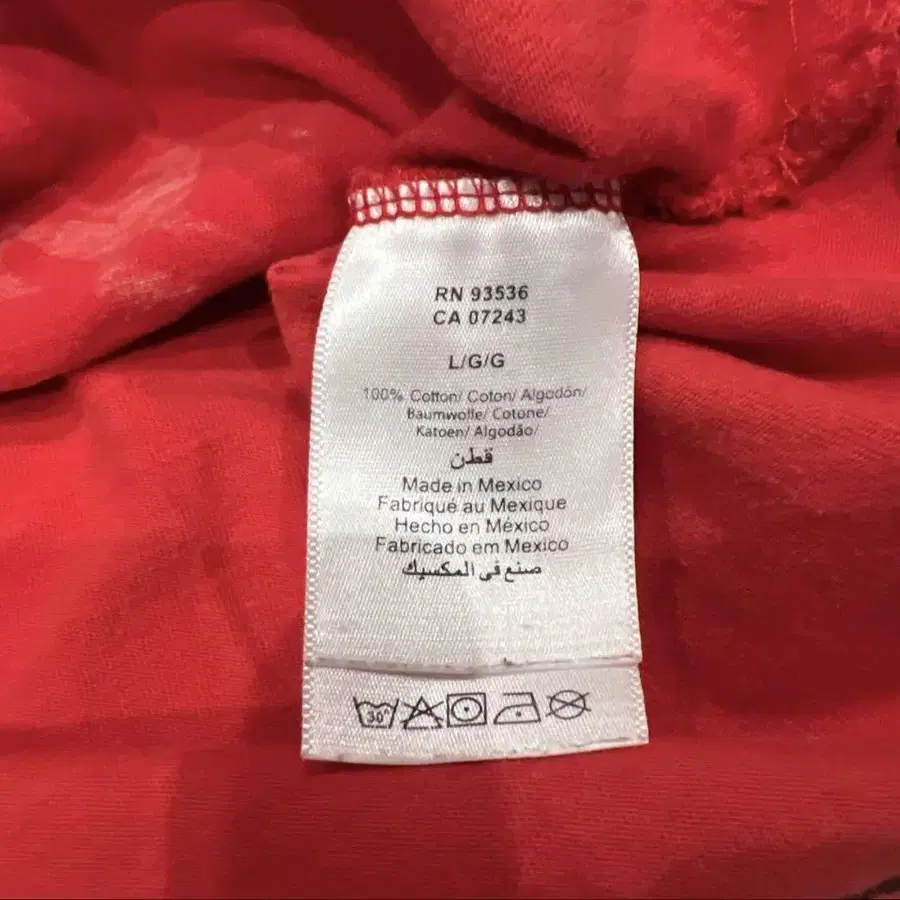 RN 93536
CA 07243
L/G/G
100% Cotton/ Coton/ Algodón/
Baumwolle/ Cotone/
Katoen/ Algodão/
قطن
Made in Mexico
Fabriqué au Mexique
Hecho en México
Fabricado em Mexico
صنع في المكسيك
30°